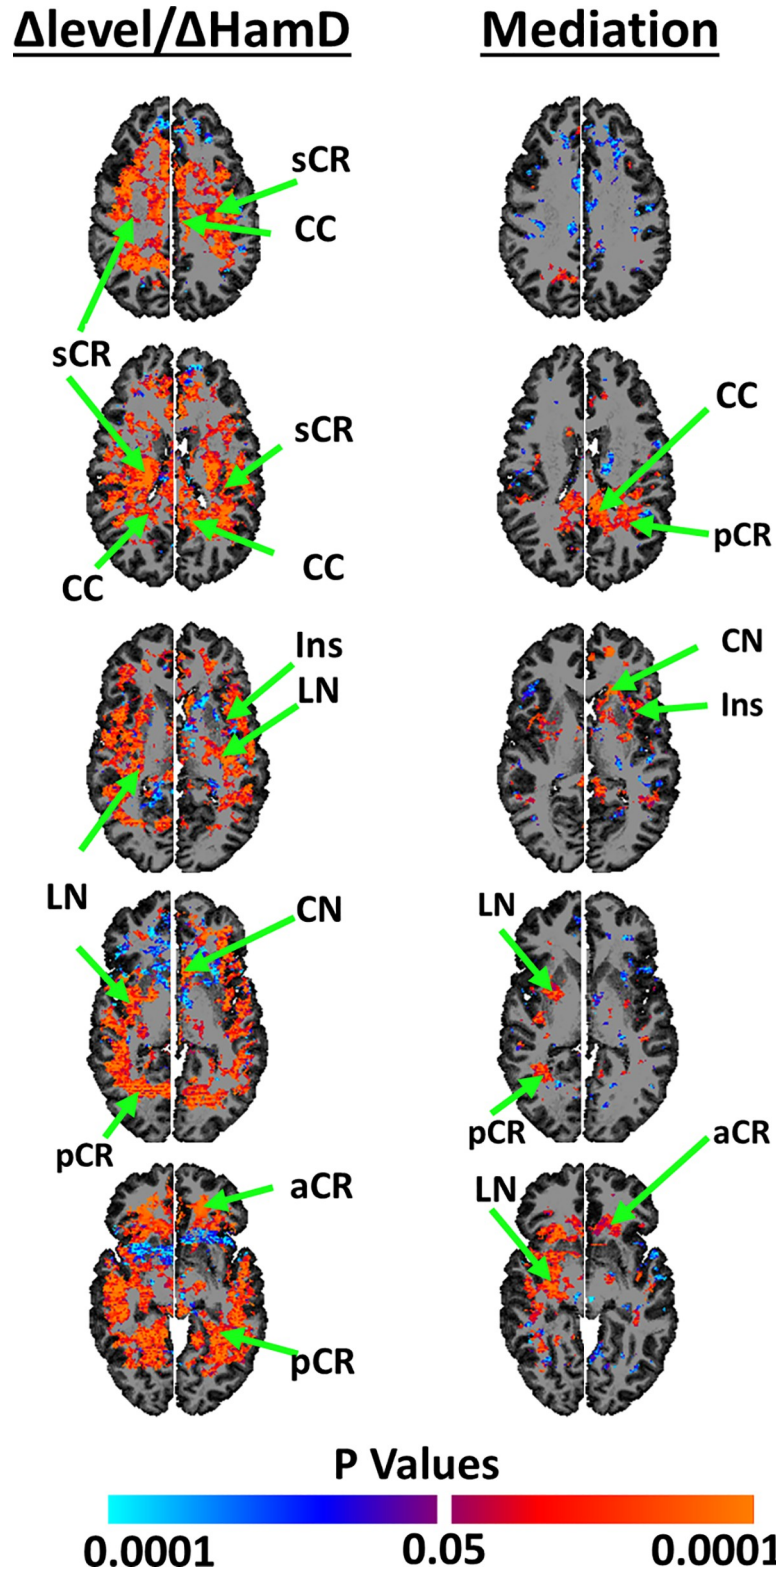 Δlevel/ΔHamD
Mediation
sCR
CC
sCR
sCR
CC
CC
CC
pCR
Ins
LN
LN
CN
Ins
CN
pCR
LN
pCR
aCR
pCR
aCR
LN
P Values
0.0001
0.05
0.0001